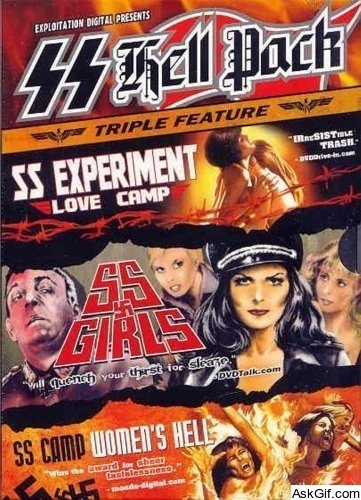 EXPLOITATION DIGITAL PRESENTS
SS Hell Pack
TRIPLE FEATURE
SS EXPERIMENT
LOVE CAMP
"IRRESISTIBLE
TRASH."
- DVDDrive-in.com
SS
GIRLS
"Will quench your thirst for sleaze."
- DVDTalk.com
SS CAMP WOMEN'S HELL
"Wins the award for sheer
tastelessness."
- mondo-digital.com
AskGif.com